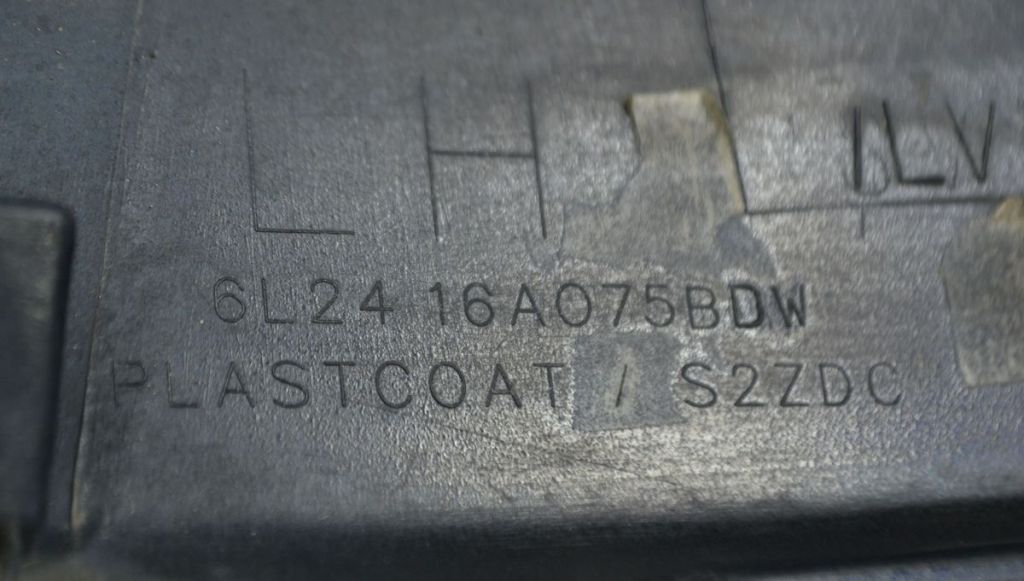 LH ILV
6L24 16A075BDW
PLASTCOAT / S2ZDC